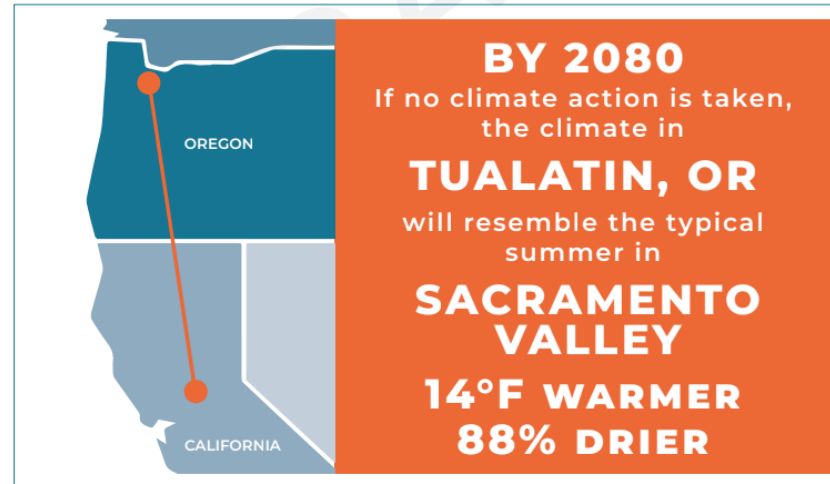 OREGON
CALIFORNIA
BY 2080
If no climate action is taken,
the climate in
TUALATIN, OR
will resemble the typical
summer in
SACRAMENTO
VALLEY
14°F WARMER
88% DRIER